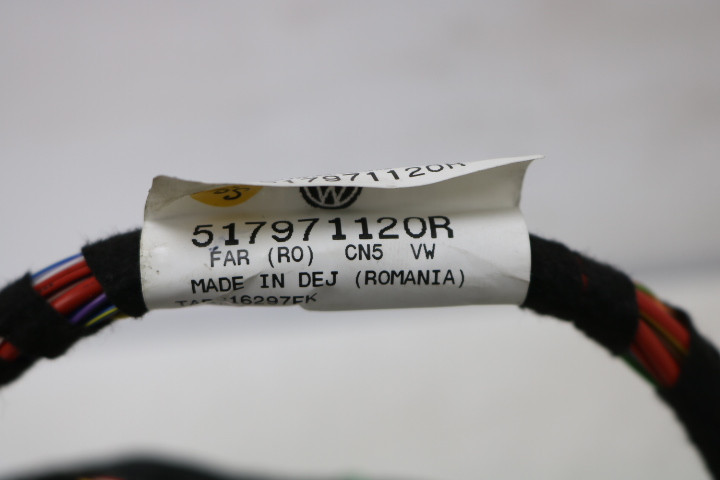 517971120R
517971120R
FAR (RO) CN5 VW
MADE IN DEJ (ROMANIA)